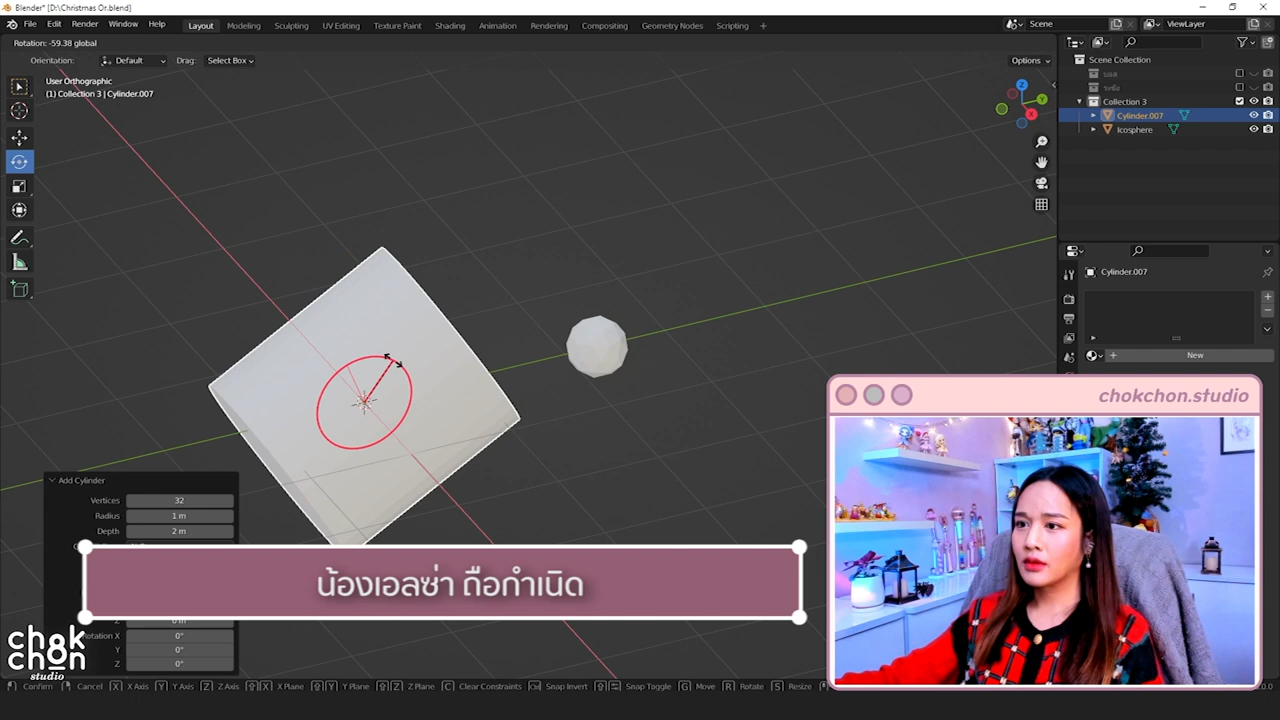 Blender* [D:\Christmas Or.blend]
File Edit Render Window Help Layout Modeling Sculpting UV Editing Texture Paint Shading Animation Rendering Compositing Geometry Nodes Scripting + Scene ViewLayer
Rotation: -59.38 global
Orientation: Default Drag: Select Box Options
User Orthographic
(1) Collection 3 | Cylinder.007
Z
Y
X
Scene Collection
Collection 3
Cylinder.007
Icosphere
Cylinder.007
New
Add Cylinder
Vertices 32
Radius 1 m
Depth 2 m
chokchon.studio
น้องเอลซ่า ถือกำเนิด
Z 0 m
Rotation X 0°
Y 0°
Z 0°
chokchon
studio
Confirm Cancel X X Axis Y Y Axis Z Z Axis X X Plane Y Y Plane Z Z Plane C Clear Constraints Snap Invert Snap Toggle G Move R Rotate S Resize